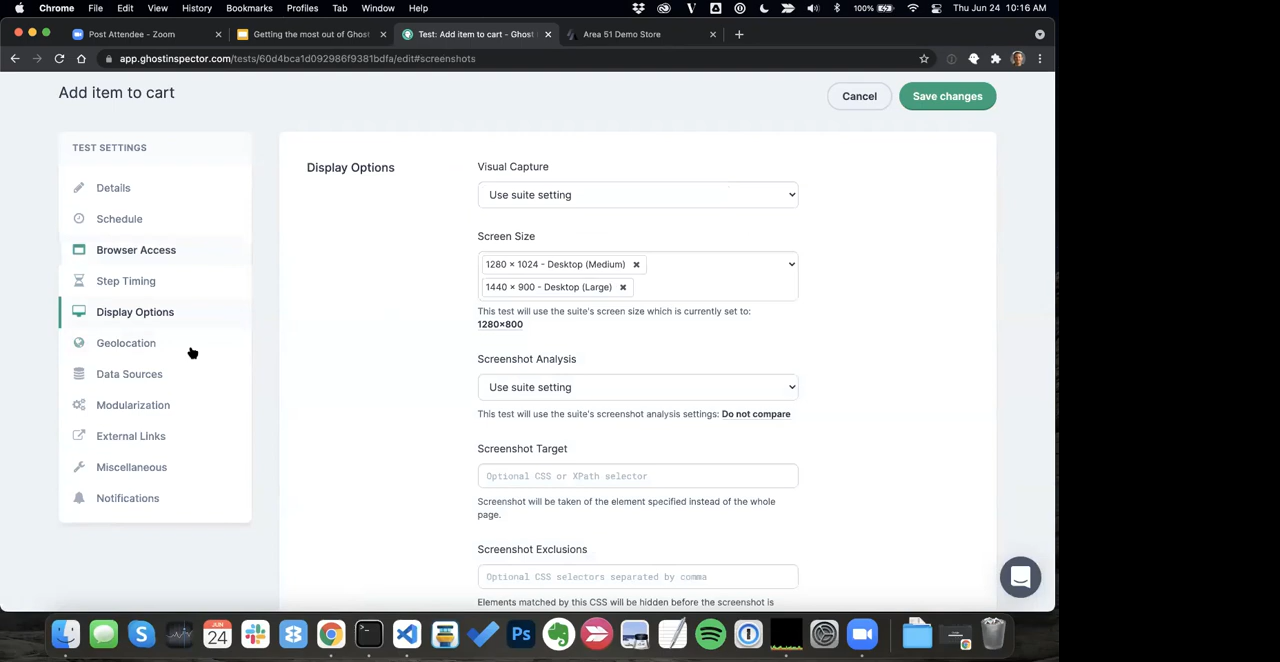 Chrome File Edit View History Bookmarks Profiles Tab Window Help 100% Thu Jun 24 10:16 AM
Post Attendee - Zoom
Getting the most out of Ghost
Test: Add item to cart - Ghost
Area 51 Demo Store
app.ghostinspector.com/tests/60d4bca1d092986f9381bdfa/edit#screenshots
Add item to cart
Cancel
Save changes
TEST SETTINGS
Details
Schedule
Browser Access
Step Timing
Display Options
Geolocation
Data Sources
Modularization
External Links
Miscellaneous
Notifications
Display Options
Visual Capture
Use suite setting
Screen Size
1280 × 1024 - Desktop (Medium) ×
1440 × 900 - Desktop (Large) ×
This test will use the suite's screen size which is currently set to:
1280×800
Screenshot Analysis
Use suite setting
This test will use the suite's screenshot analysis settings: Do not compare
Screenshot Target
Optional CSS or XPath selector
Screenshot will be taken of the element specified instead of the whole
page.
Screenshot Exclusions
Optional CSS selectors separated by comma
Elements matched by this CSS will be hidden before the screenshot is
JUN
24
Ps